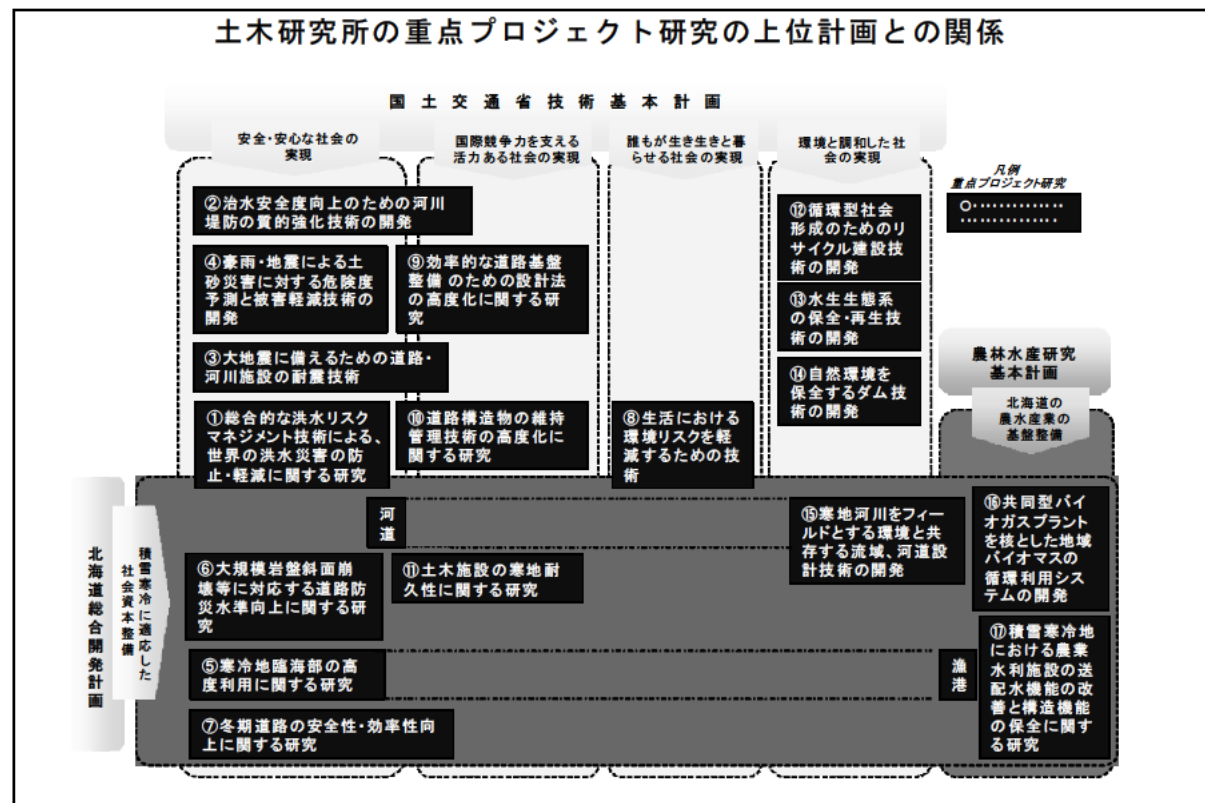 土木研究所の重点プロジェクト研究の上位計画との関係
国土交通省技術基本計画
安全・安心な社会の
実現
国際競争力を支える
活力ある社会の実現
誰もが生き生きと暮
らせる社会の実現
環境と調和した社
会の実現
凡例
重点プロジェクト研究
○・・・・・・・・・・・・・
・・・・・・・・・・・・・・
②治水安全度向上のための河川
堤防の質的強化技術の開発
④豪雨・地震による土
砂災害に対する危険度
予測と被害軽減技術の
開発
⑨効率的な道路基盤
整備 のための設計法
の高度化に関する研
究
③大地震に備えるための道路・
河川施設の耐震技術
①総合的な洪水リスク
マネジメント技術による、
世界の洪水災害の防
止・軽減に関する研究
⑩道路構造物の維持
管理技術の高度化に
関する研究
⑧生活における
環境リスクを軽
減するための技
術
⑫循環型社会
形成のためのリ
サイクル建設技
術の開発
⑬水生生態系
の保全・再生技
術の開発
⑭自然環境を
保全するダム技
術の開発
農林水産研究
基本計画
北海道の
農水産業の
基盤整備
北海道総合開発計画
積雪寒冷に適応した
社会資本整備
河道
⑮寒地河川をフィー
ルドとする環境と共
存する流域、河道設
計技術の開発
⑯共同型バイ
オガスプラント
を核とした地域
バイオマスの
循環利用シス
テムの開発
⑥大規模岩盤斜面崩
壊等に対応する道路防
災水準向上に関する研
究
⑪土木施設の寒地耐
久性に関する研究
⑤寒冷地臨海部の高
度利用に関する研究
漁港
⑰積雪寒冷地
における農業
水利施設の送
配水機能の改
善と構造機能
の保全に関す
る研究
⑦冬期道路の安全性・効率性向
上に関する研究